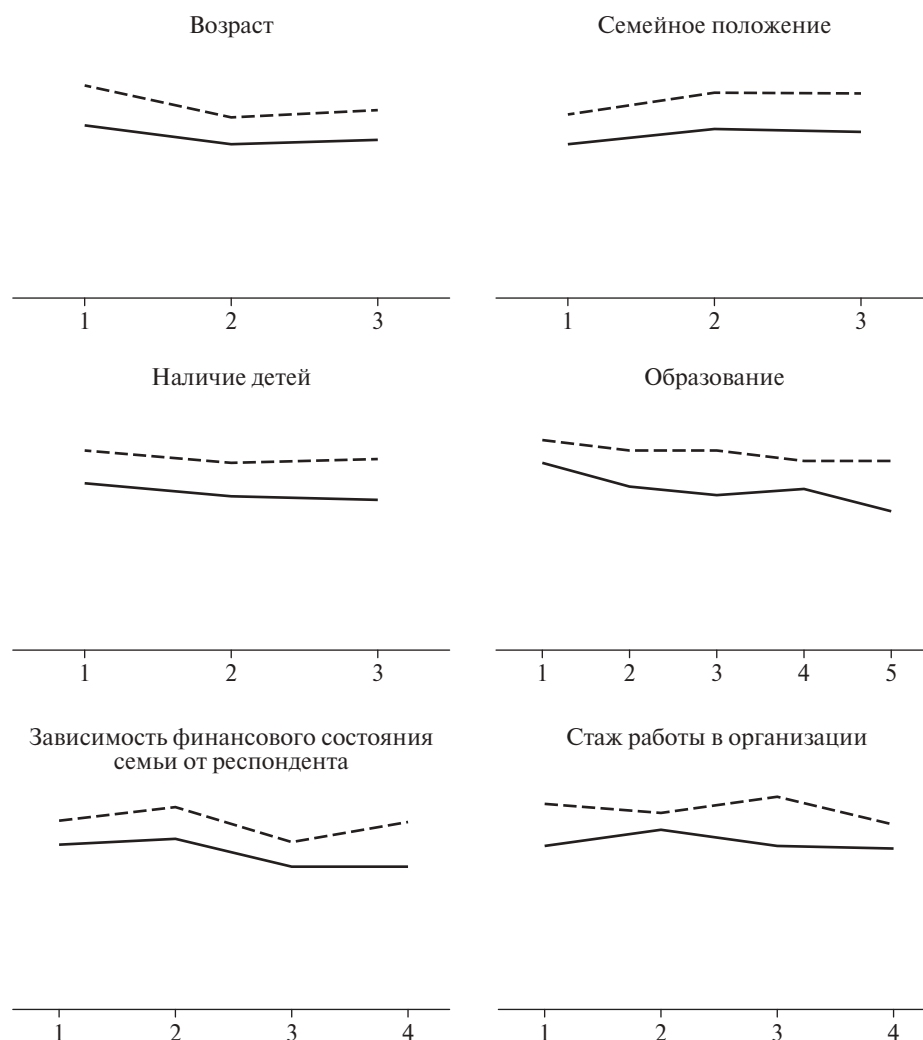 Возраст
Семейное положение
1 2 3
1 2 3
Наличие детей
Образование
1 2 3
1 2 3 4 5
Зависимость финансового состояния
семьи от респондента
Стаж работы в организации
1 2 3 4
1 2 3 4